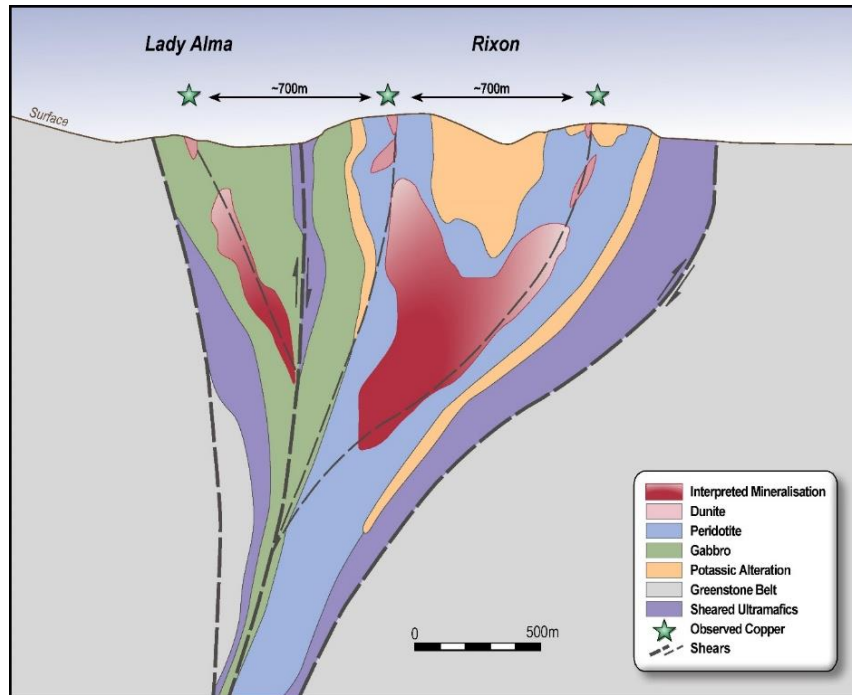 Lady Alma
Rixon
~700m
~700m
Surface
Interpreted Mineralisation
Dunite
Peridotite
Gabbro
Potassic Alteration
Greenstone Belt
Sheared Ultramafics
Observed Copper
Shears
0
500m